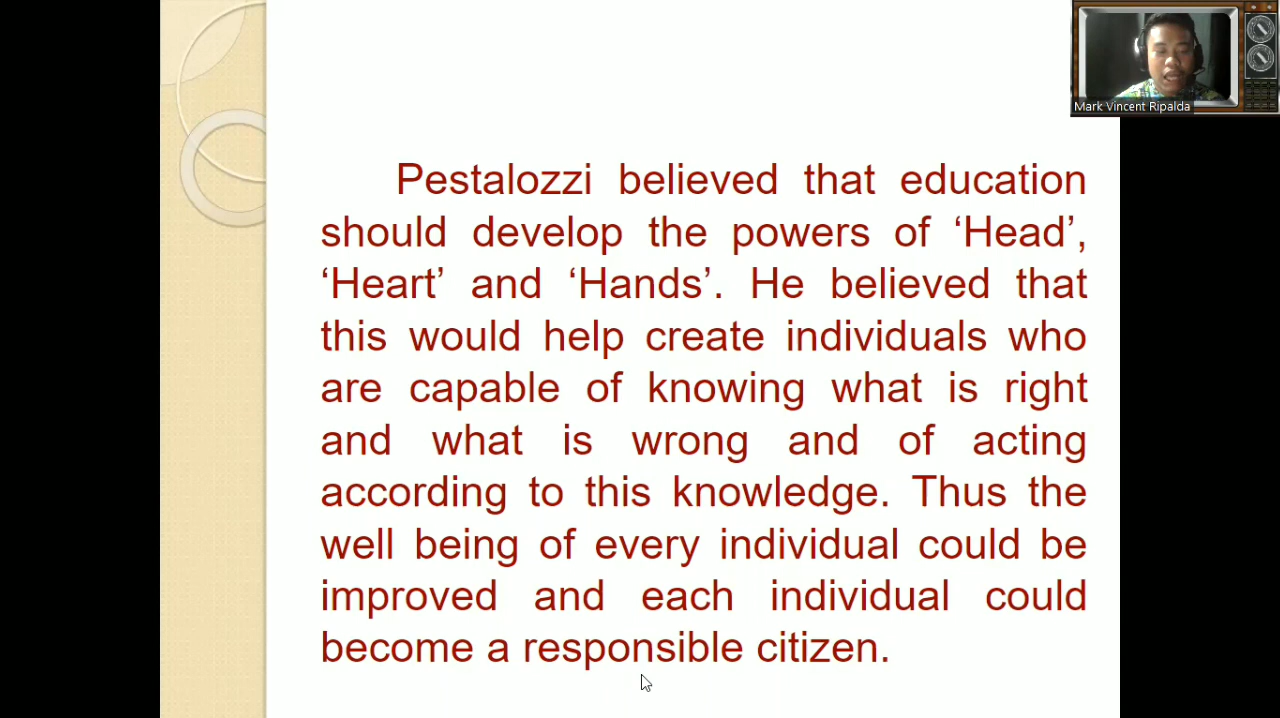 Mark Vincent Ripalda
Pestalozzi believed that education
should develop the powers of ‘Head’,
‘Heart’ and ‘Hands’. He believed that
this would help create individuals who
are capable of knowing what is right
and what is wrong and of acting
according to this knowledge. Thus the
well being of every individual could be
improved and each individual could
become a responsible citizen.